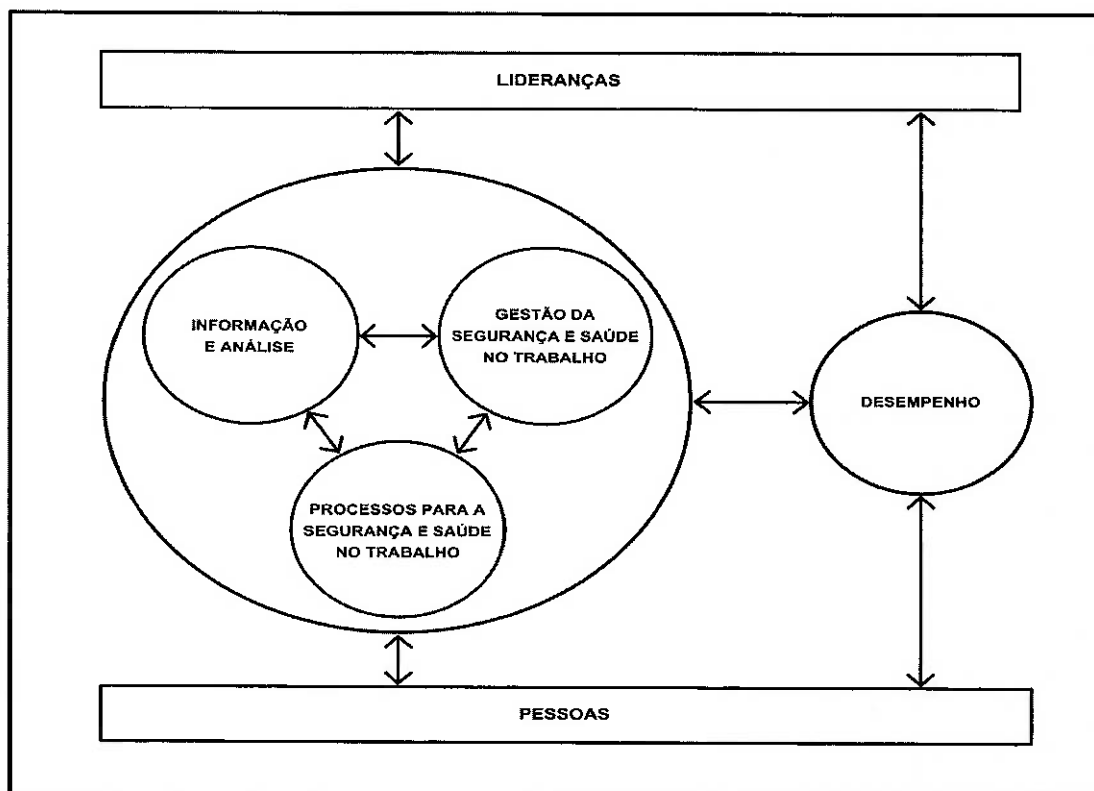 LIDERANÇAS
INFORMAÇÃO
E ANÁLISE
GESTÃO DA
SEGURANÇA E SAÚDE
NO TRABALHO
PROCESSOS PARA A
SEGURANÇA E SAÚDE
NO TRABALHO
DESEMPENHO
PESSOAS